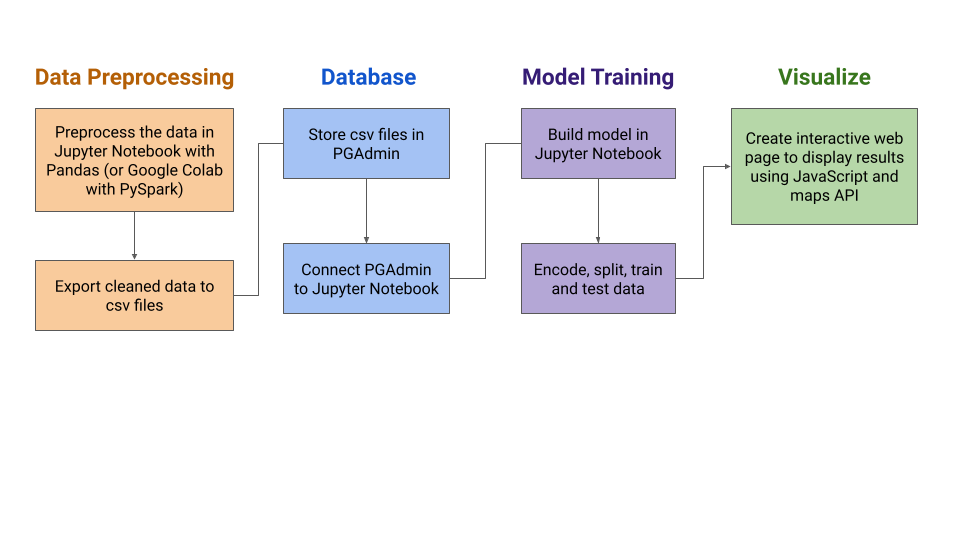 Data Preprocessing
Preprocess the data in
Jupyter Notebook with
Pandas (or Google Colab
with PySpark)
Export cleaned data to
csv files
Database
Store csv files in
PGAdmin
Connect PGAdmin
to Jupyter Notebook
Model Training
Build model in
Jupyter Notebook
Encode, split, train
and test data
Visualize
Create interactive web
page to display results
using JavaScript and
maps API